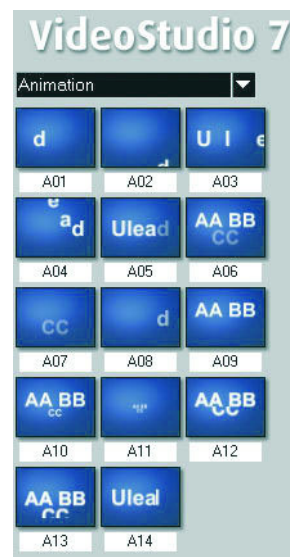 VideoStudio 7
Animation
d
d
U l e
A01 A02 A03
e
a d
Ulead
AA BB
CC
A04 A05 A06
CC
d
AA BB
A07 A08 A09
AA BB
CC
AA BB
CC
A10 A11 A12
AA BB
CC
Uleal
A13 A14